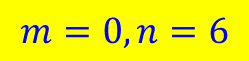 m = 0, n = 6